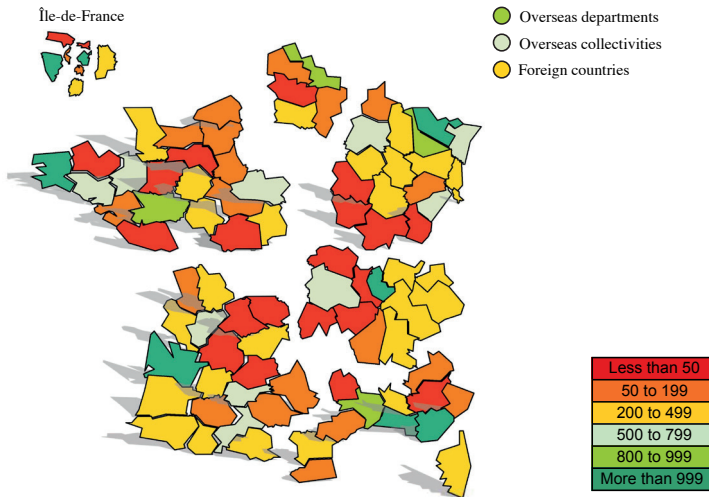 Île-de-France
Overseas departments
Overseas collectivities
Foreign countries
Less than 50
50 to 199
200 to 499
500 to 799
800 to 999
More than 999